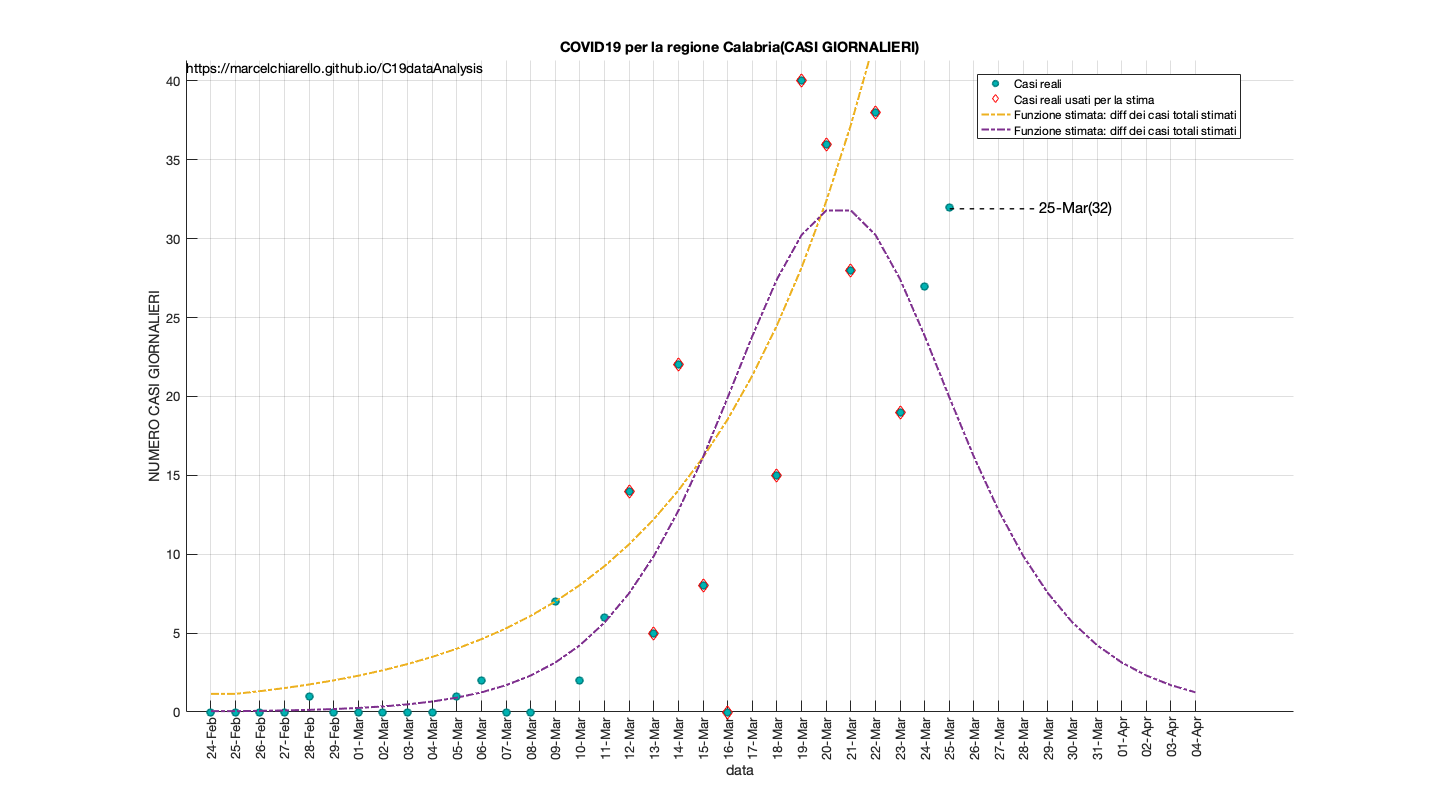 COVID19 per la regione Calabria(CASI GIORNALIERI)
https://marcelchiarello.github.io/C19dataAnalysis
Casi reali
Casi reali usati per la stima
Funzione stimata: diff dei casi totali stimati
Funzione stimata: diff dei casi totali stimati
25-Mar(32)
NUMERO CASI GIORNALIERI
40
35
30
25
20
15
10
5
0
24-Feb
25-Feb
26-Feb
27-Feb
28-Feb
29-Feb
01-Mar
02-Mar
03-Mar
04-Mar
05-Mar
06-Mar
07-Mar
08-Mar
09-Mar
10-Mar
11-Mar
12-Mar
13-Mar
14-Mar
15-Mar
16-Mar
17-Mar
18-Mar
19-Mar
20-Mar
21-Mar
22-Mar
23-Mar
24-Mar
25-Mar
26-Mar
27-Mar
28-Mar
29-Mar
30-Mar
31-Mar
01-Apr
02-Apr
03-Apr
04-Apr
data